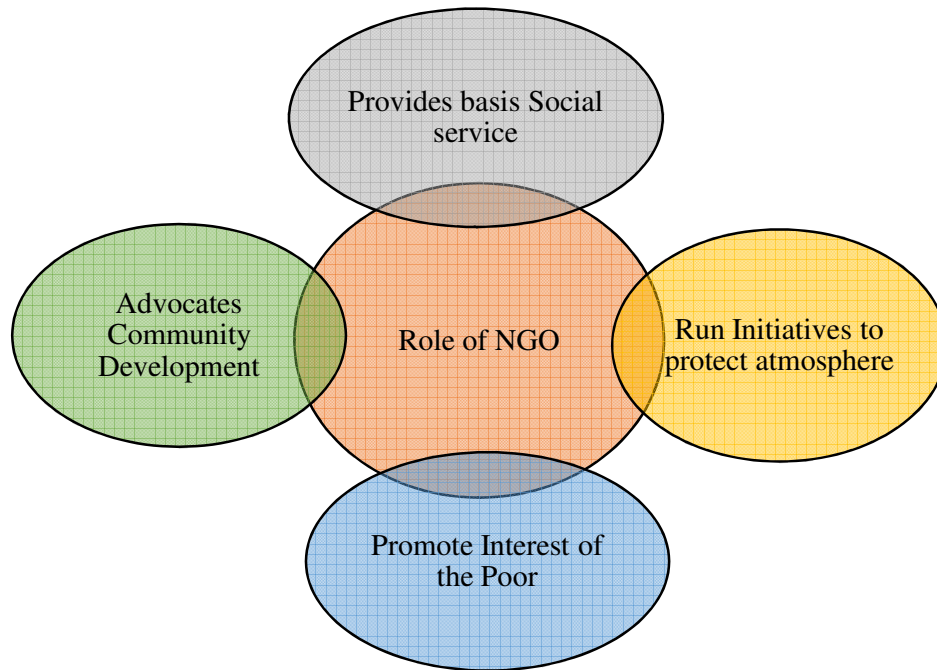 Provides basis Social
service
Advocates
Community
Development
Role of NGO
Run Initiatives to
protect atmosphere
Promote Interest of
the Poor